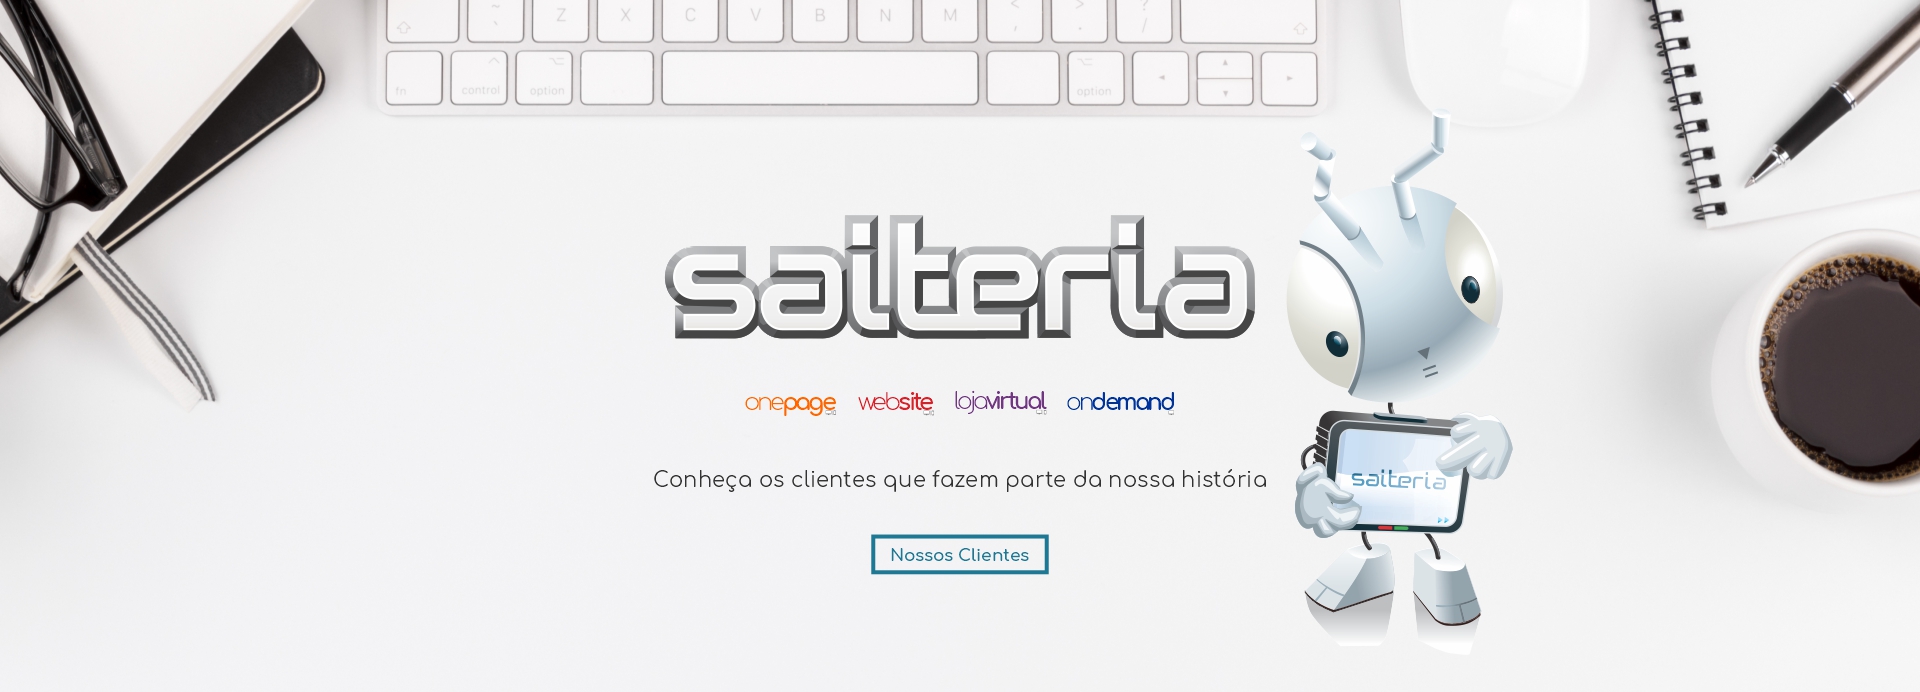 ~ Z X C V B N M < > ?
` , . /
fn control option option
saiteria
onepage website lojavirtual ondemand
Conheça os clientes que fazem parte da nossa história
saiteria
Nossos Clientes